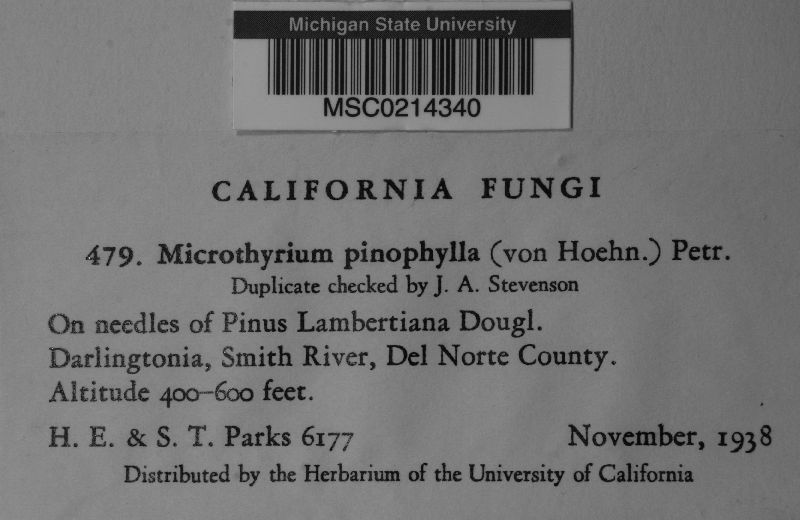 Michigan State University
MSC0214340
CALIFORNIA FUNGI
479. Microthyrium pinophylla (von Hoehn.) Petr.
Duplicate checked by J. A. Stevenson
On needles of Pinus Lambertiana Dougl.
Darlingtonia, Smith River, Del Norte County.
Altitude 400–600 feet.
H. E. & S. T. Parks 6177 November, 1938
Distributed by the Herbarium of the University of California